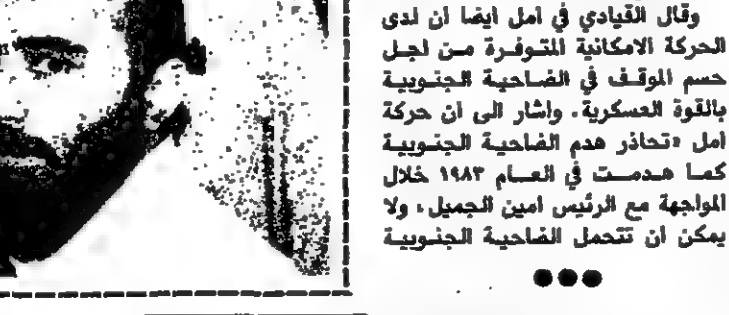 وقال القيادي في امل ايضا ان لدى
الحركة الامكانية المتوفرة من اجل
حسم الموقف في الضاحية الجنوبية
بالقوة العسكرية. واشار الى ان حركة
امل «تحاذر هدم الضاحية الجنوبية
كما هدمت في العام ١٩٨٣ خلال
المواجهة مع الرئيس امين الجميل، ولا
يمكن ان تتحمل الضاحية الجنوبية